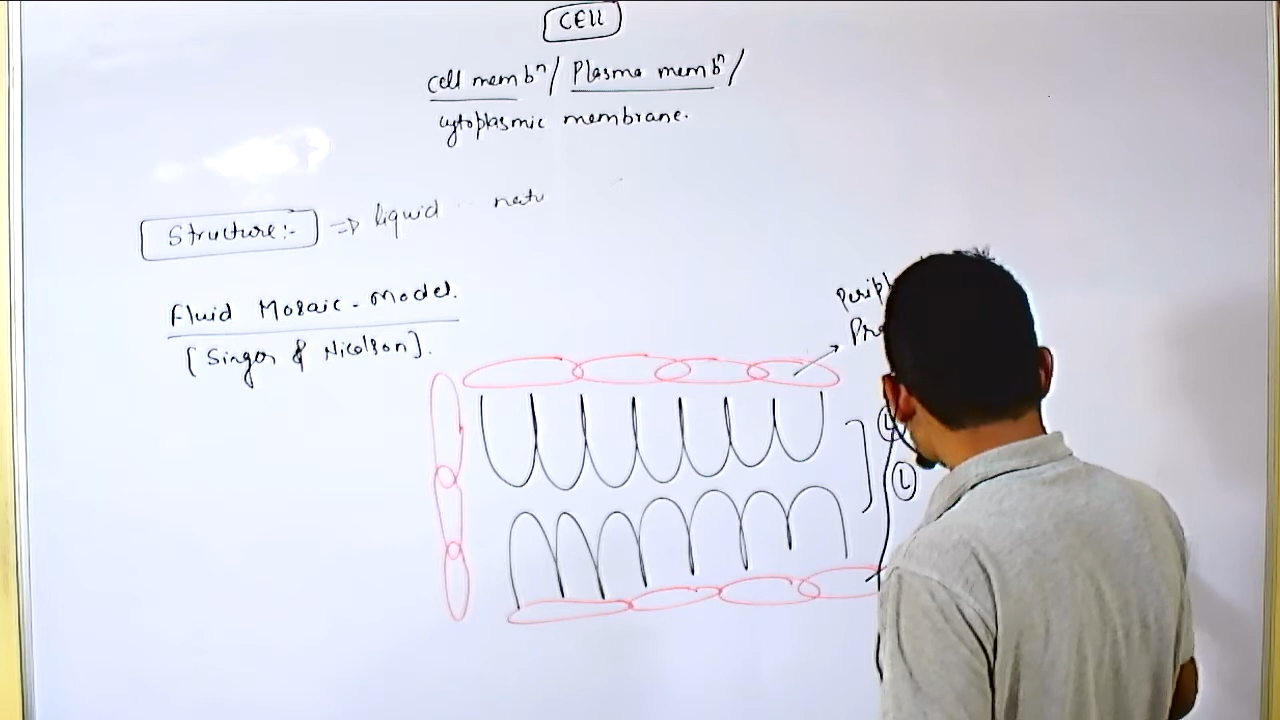 CELL
Cell membⁿ/ Plasma membⁿ/
cytoplasmic membrane.
Structure:- ⇒ liquid natu
Fluid Mosaic-Model.
[Singer & Nicolson].
L
L